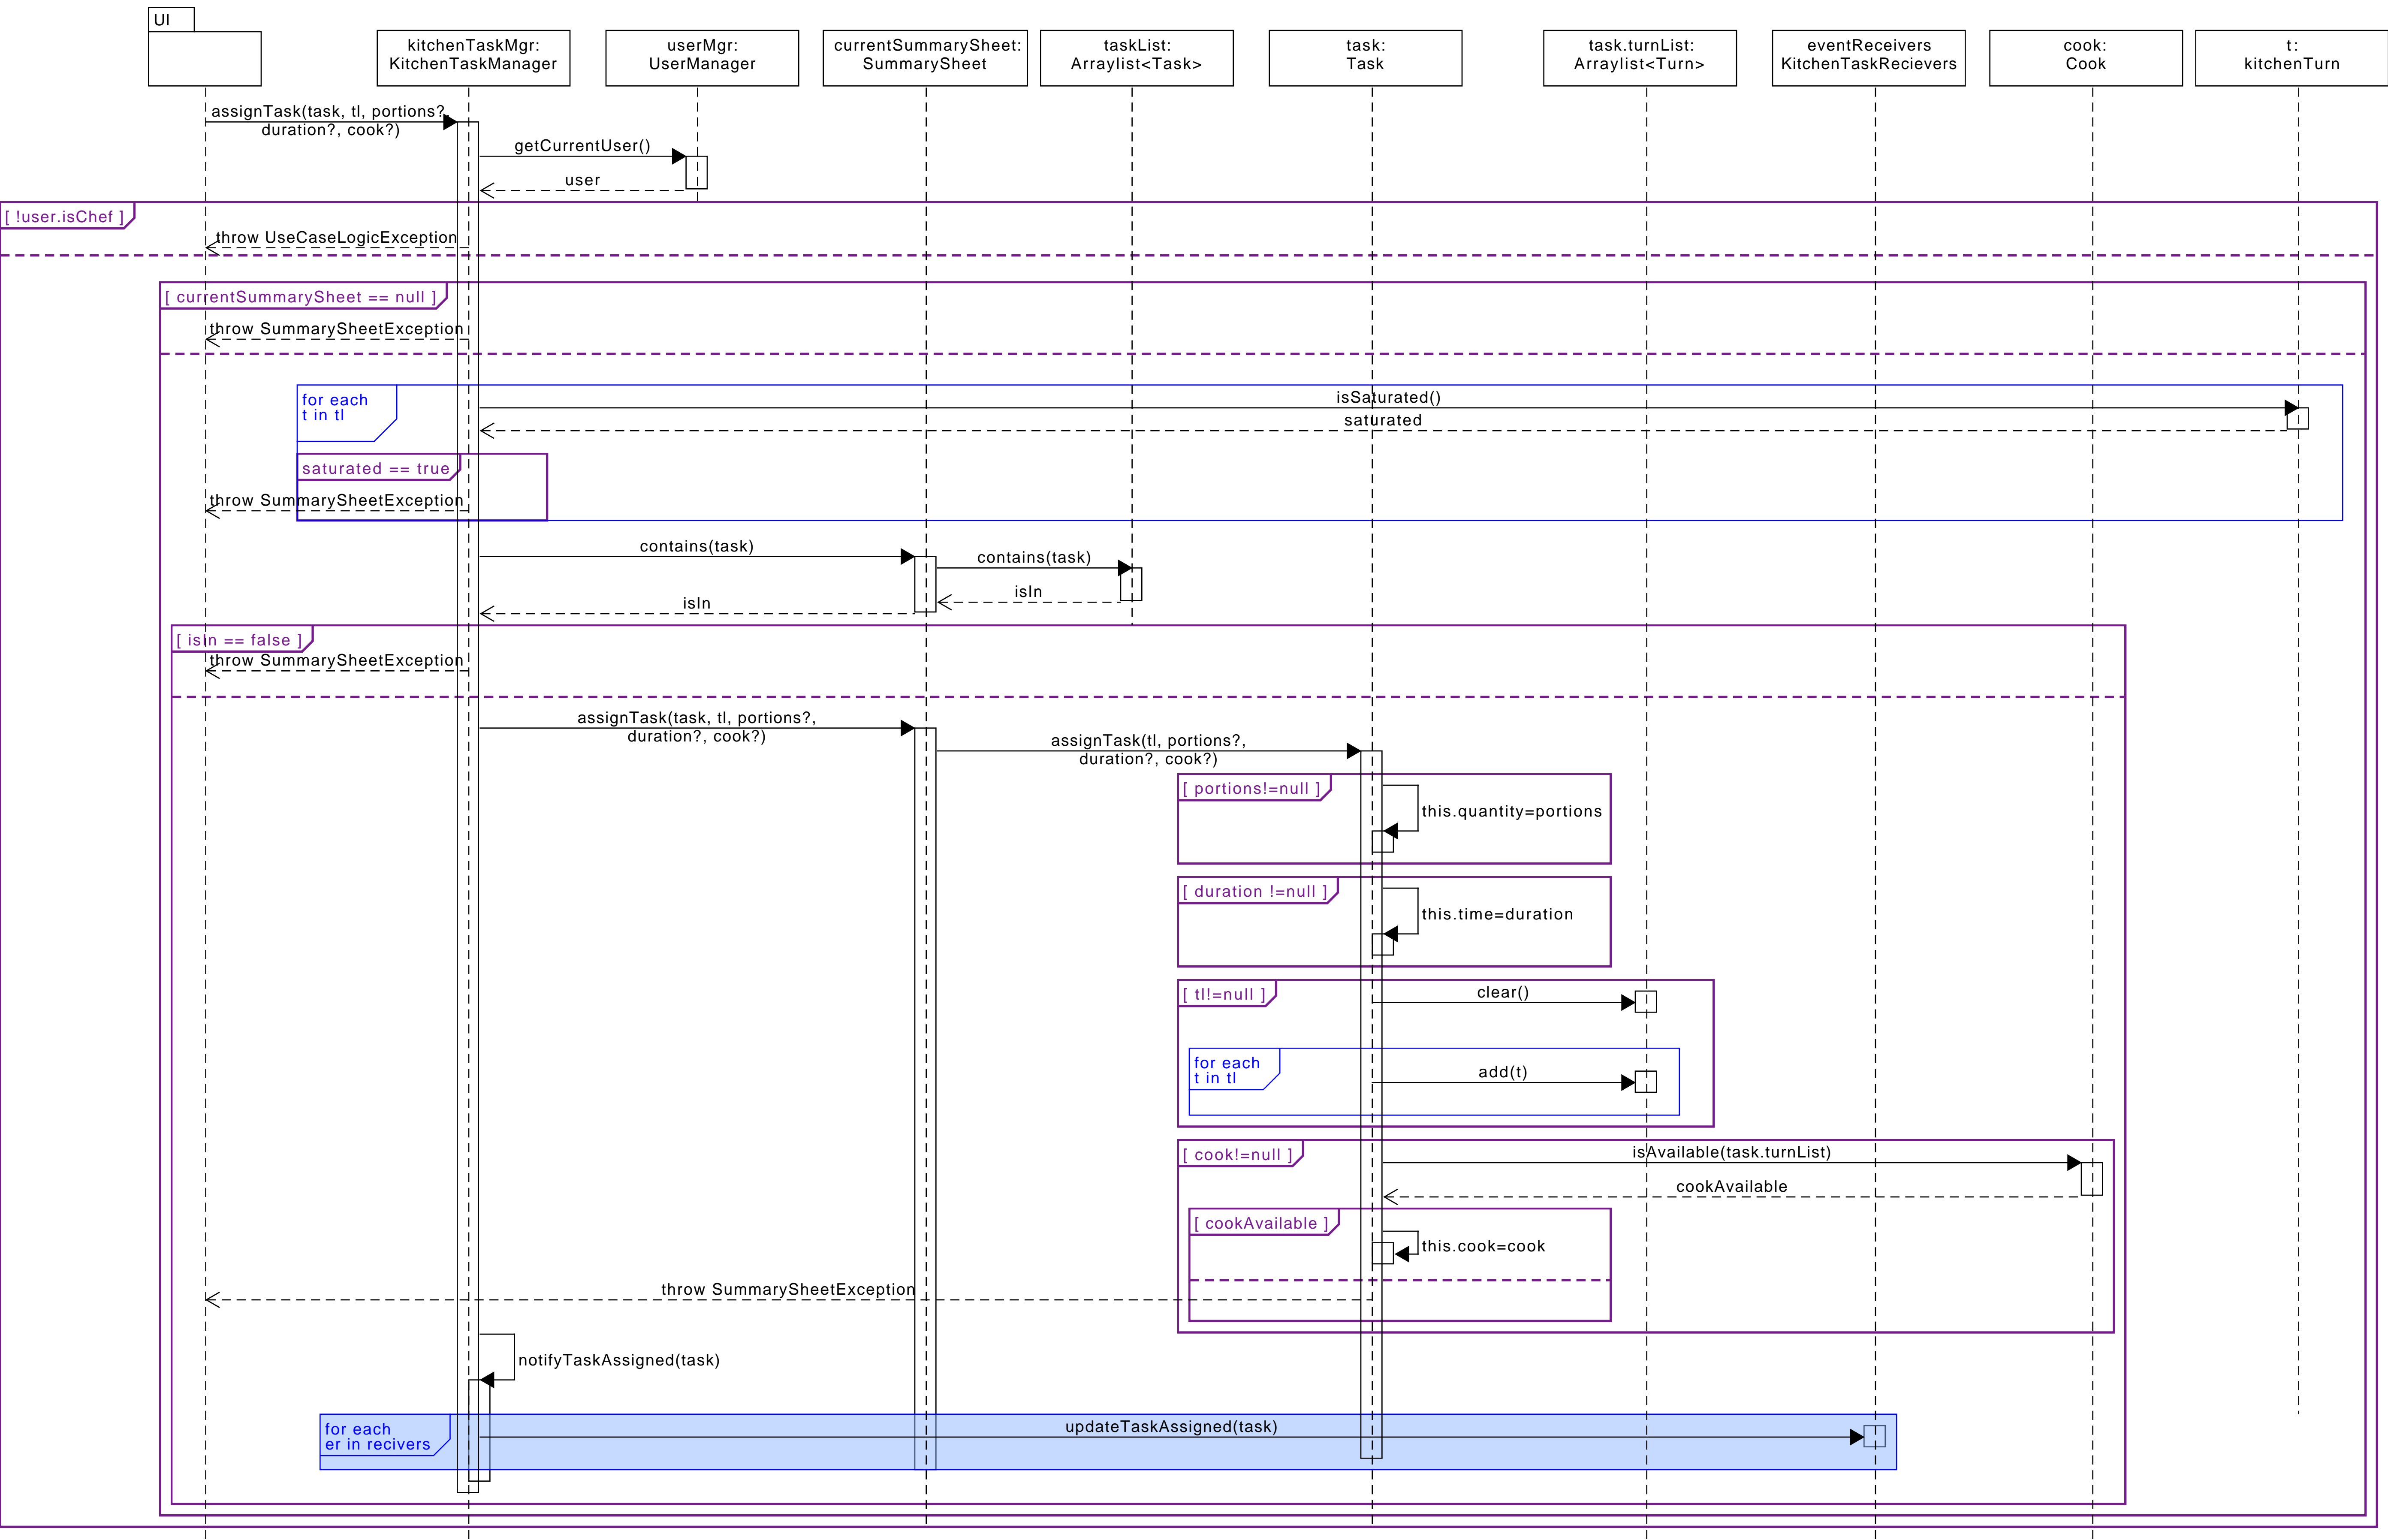 UI
kitchenTaskMgr:
KitchenTaskManager
userMgr:
UserManager
currentSummarySheet:
SummarySheet
taskList:
Arraylist<Task>
task:
Task
task.turnList:
Arraylist<Turn>
eventReceivers
KitchenTaskRecievers
cook:
Cook
t:
kitchenTurn
assignTask(task, tl, portions?,
duration?, cook?)
getCurrentUser()
user
[ !user.isChef ]
throw UseCaseLogicException
[ currentSummarySheet == null ]
throw SummarySheetException
for each
t in tl
isSaturated()
saturated
saturated == true
throw SummarySheetException
contains(task)
contains(task)
isIn
isIn
[ isIn == false ]
throw SummarySheetException
assignTask(task, tl, portions?,
duration?, cook?)
assignTask(tl, portions?,
duration?, cook?)
[ portions!=null ]
this.quantity=portions
[ duration !=null ]
this.time=duration
[ tl!=null ]
clear()
for each
t in tl
add(t)
[ cook!=null ]
isAvailable(task.turnList)
cookAvailable
[ cookAvailable ]
this.cook=cook
throw SummarySheetException
notifyTaskAssigned(task)
for each
er in recivers
updateTaskAssigned(task)